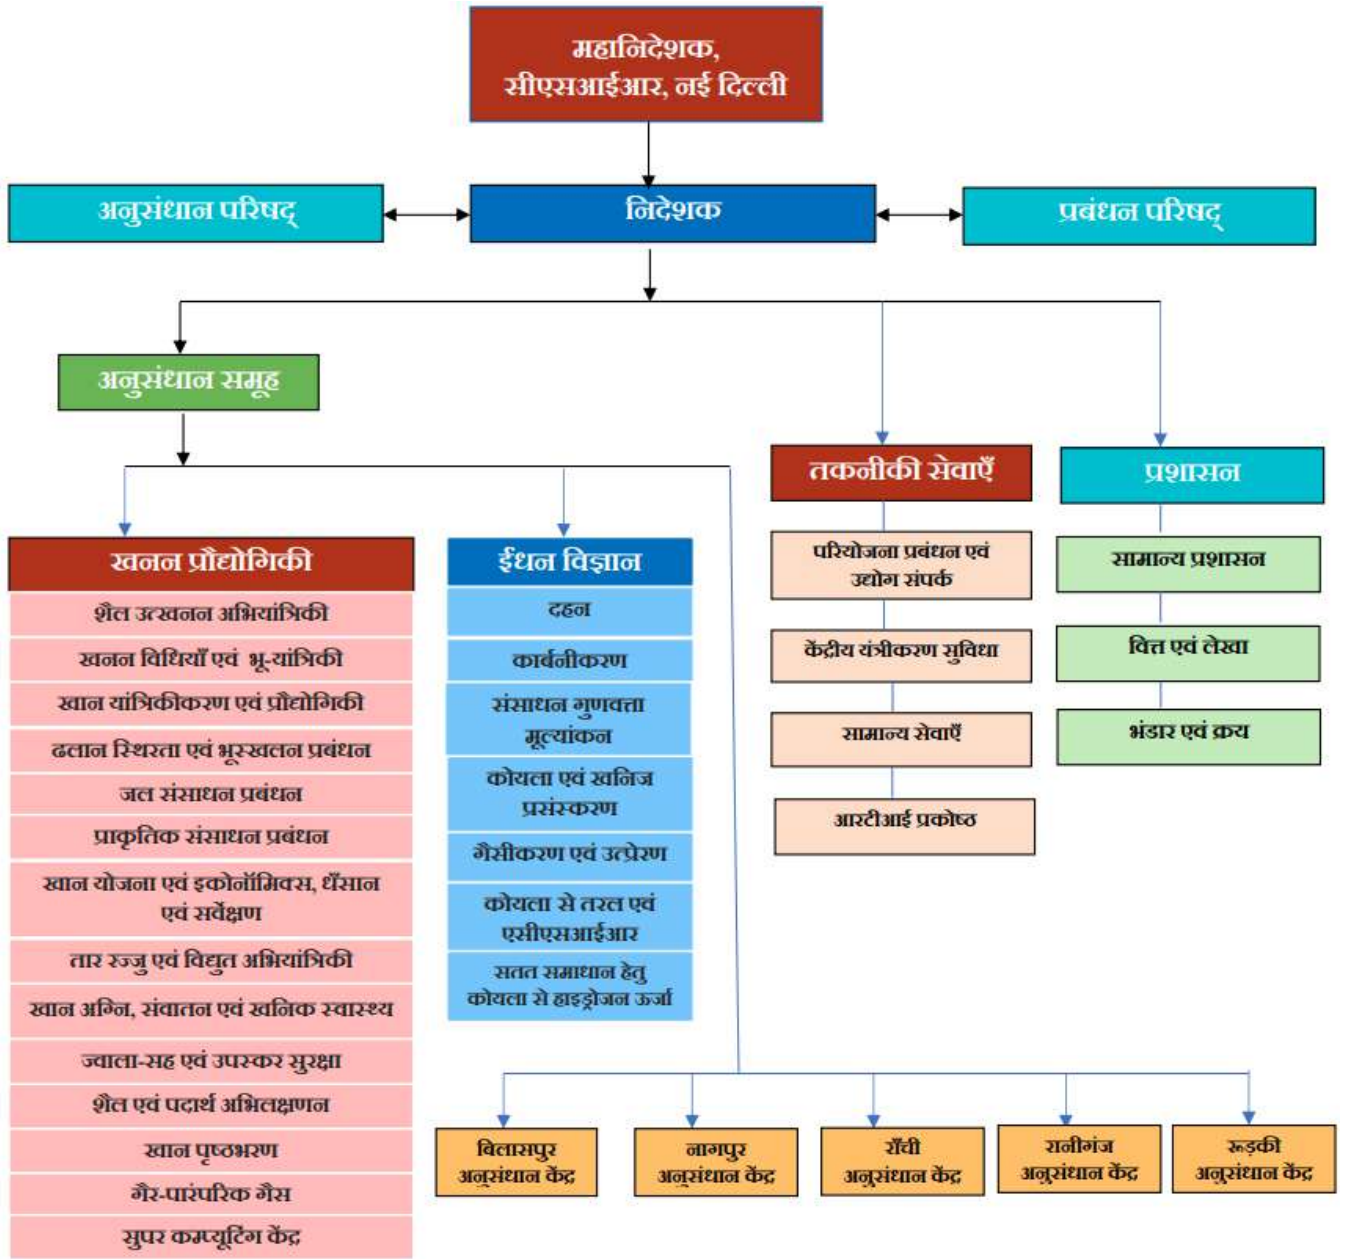 महानिदेशक,
सीएसआईआर, नई दिल्ली
अनुसंधान परिषद्
निदेशक
प्रबंधन परिषद्
अनुसंधान समूह
तकनीकी सेवाएँ
प्रशासन
परियोजना प्रबंधन एवं
उद्योग संपर्क
केंद्रीय यंत्रीकरण सुविधा
सामान्य सेवाएँ
आरटीआई प्रकोष्ठ
सामान्य प्रशासन
वित्त एवं लेखा
भंडार एवं क्रय
खनन प्रौद्योगिकी
शैल उत्खनन अभियांत्रिकी
खनन विधियाँ एवं भू-यांत्रिकी
खान यांत्रिकीकरण एवं प्रौद्योगिकी
ढलान स्थिरता एवं भूस्खलन प्रबंधन
जल संसाधन प्रबंधन
प्राकृतिक संसाधन प्रबंधन
खान योजना एवं इकोनॉमिक्स, धँसान
एवं सर्वेक्षण
तार रज्जु एवं विद्युत अभियांत्रिकी
खान अग्नि, संवातन एवं खनिक स्वास्थ्य
ज्वाला-सह एवं उपस्कर सुरक्षा
शैल एवं पदार्थ अभिलक्षणन
खान पृष्ठभरण
गैर-पारंपरिक गैस
सुपर कम्प्यूटिंग केंद्र
ईंधन विज्ञान
दहन
कार्बनीकरण
संसाधन गुणवत्ता
मूल्यांकन
कोयला एवं खनिज
प्रसंस्करण
गैसीकरण एवं उत्प्रेरण
कोयला से तरल एवं
एसीएसआईआर
सतत समाधान हेतु
कोयला से हाइड्रोजन ऊर्जा
बिलासपुर
अनुसंधान केंद्र
नागपुर
अनुसंधान केंद्र
राँची
अनुसंधान केंद्र
रानीगंज
अनुसंधान केंद्र
रूड़की
अनुसंधान केंद्र